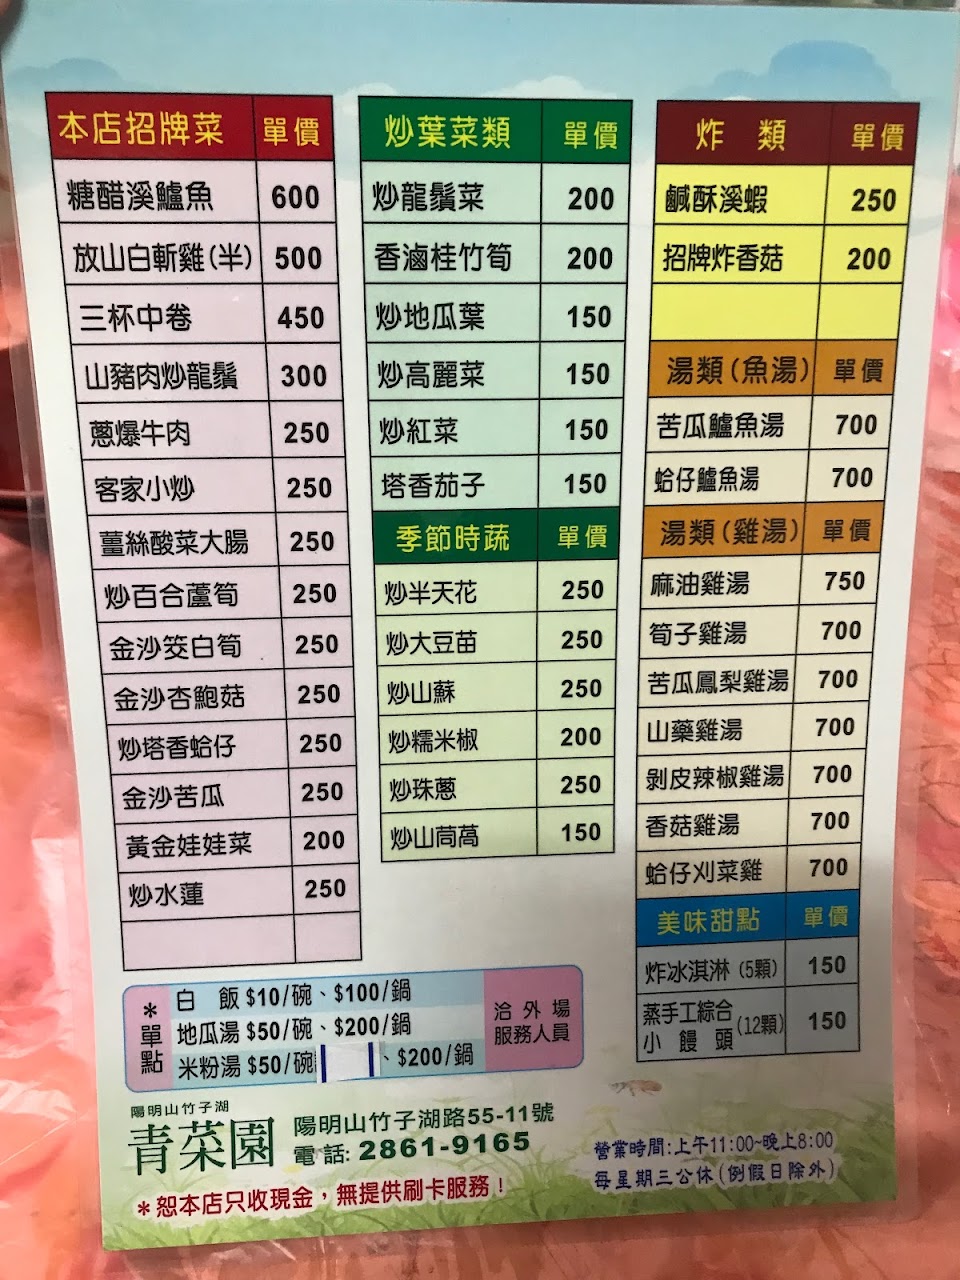 本店招牌菜 單價
糖醋溪鱸魚 600
放山白斬雞(半) 500
三杯中卷 450
山豬肉炒龍鬚 300
蔥爆牛肉 250
客家小炒 250
薑絲酸菜大腸 250
炒百合蘆筍 250
金沙筊白筍 250
金沙杏鮑菇 250
炒塔香蛤仔 250
金沙苦瓜 250
黃金娃娃菜 200
炒水蓮 250
炒葉菜類 單價
炒龍鬚菜 200
香滷桂竹筍 200
炒地瓜葉 150
炒高麗菜 150
炒紅菜 150
塔香茄子 150
季節時蔬 單價
炒半天花 250
炒大豆苗 250
炒山蘇 250
炒糯米椒 200
炒珠蔥 250
炒山茼萵 150
炸 類 單價
鹹酥溪蝦 250
招牌炸香菇 200
湯類(魚湯) 單價
苦瓜鱸魚湯 700
蛤仔鱸魚湯 700
湯類(雞湯) 單價
麻油雞湯 750
筍子雞湯 700
苦瓜鳳梨雞湯 700
山藥雞湯 700
剝皮辣椒雞湯 700
香菇雞湯 700
蛤仔刈菜雞 700
美味甜點 單價
炸冰淇淋(5顆) 150
蒸手工綜合
小饅頭(12顆) 150
*單點
白 飯 $10/碗、$100/鍋
地瓜湯 $50/碗、$200/鍋
米粉湯 $50/碗 、$200/鍋
洽外場
服務人員
陽明山竹子湖
青菜園
陽明山竹子湖路55-11號
電話: 2861-9165
營業時間:上午11:00~晚上8:00
每星期三公休(例假日除外)
*恕本店只收現金，無提供刷卡服務！